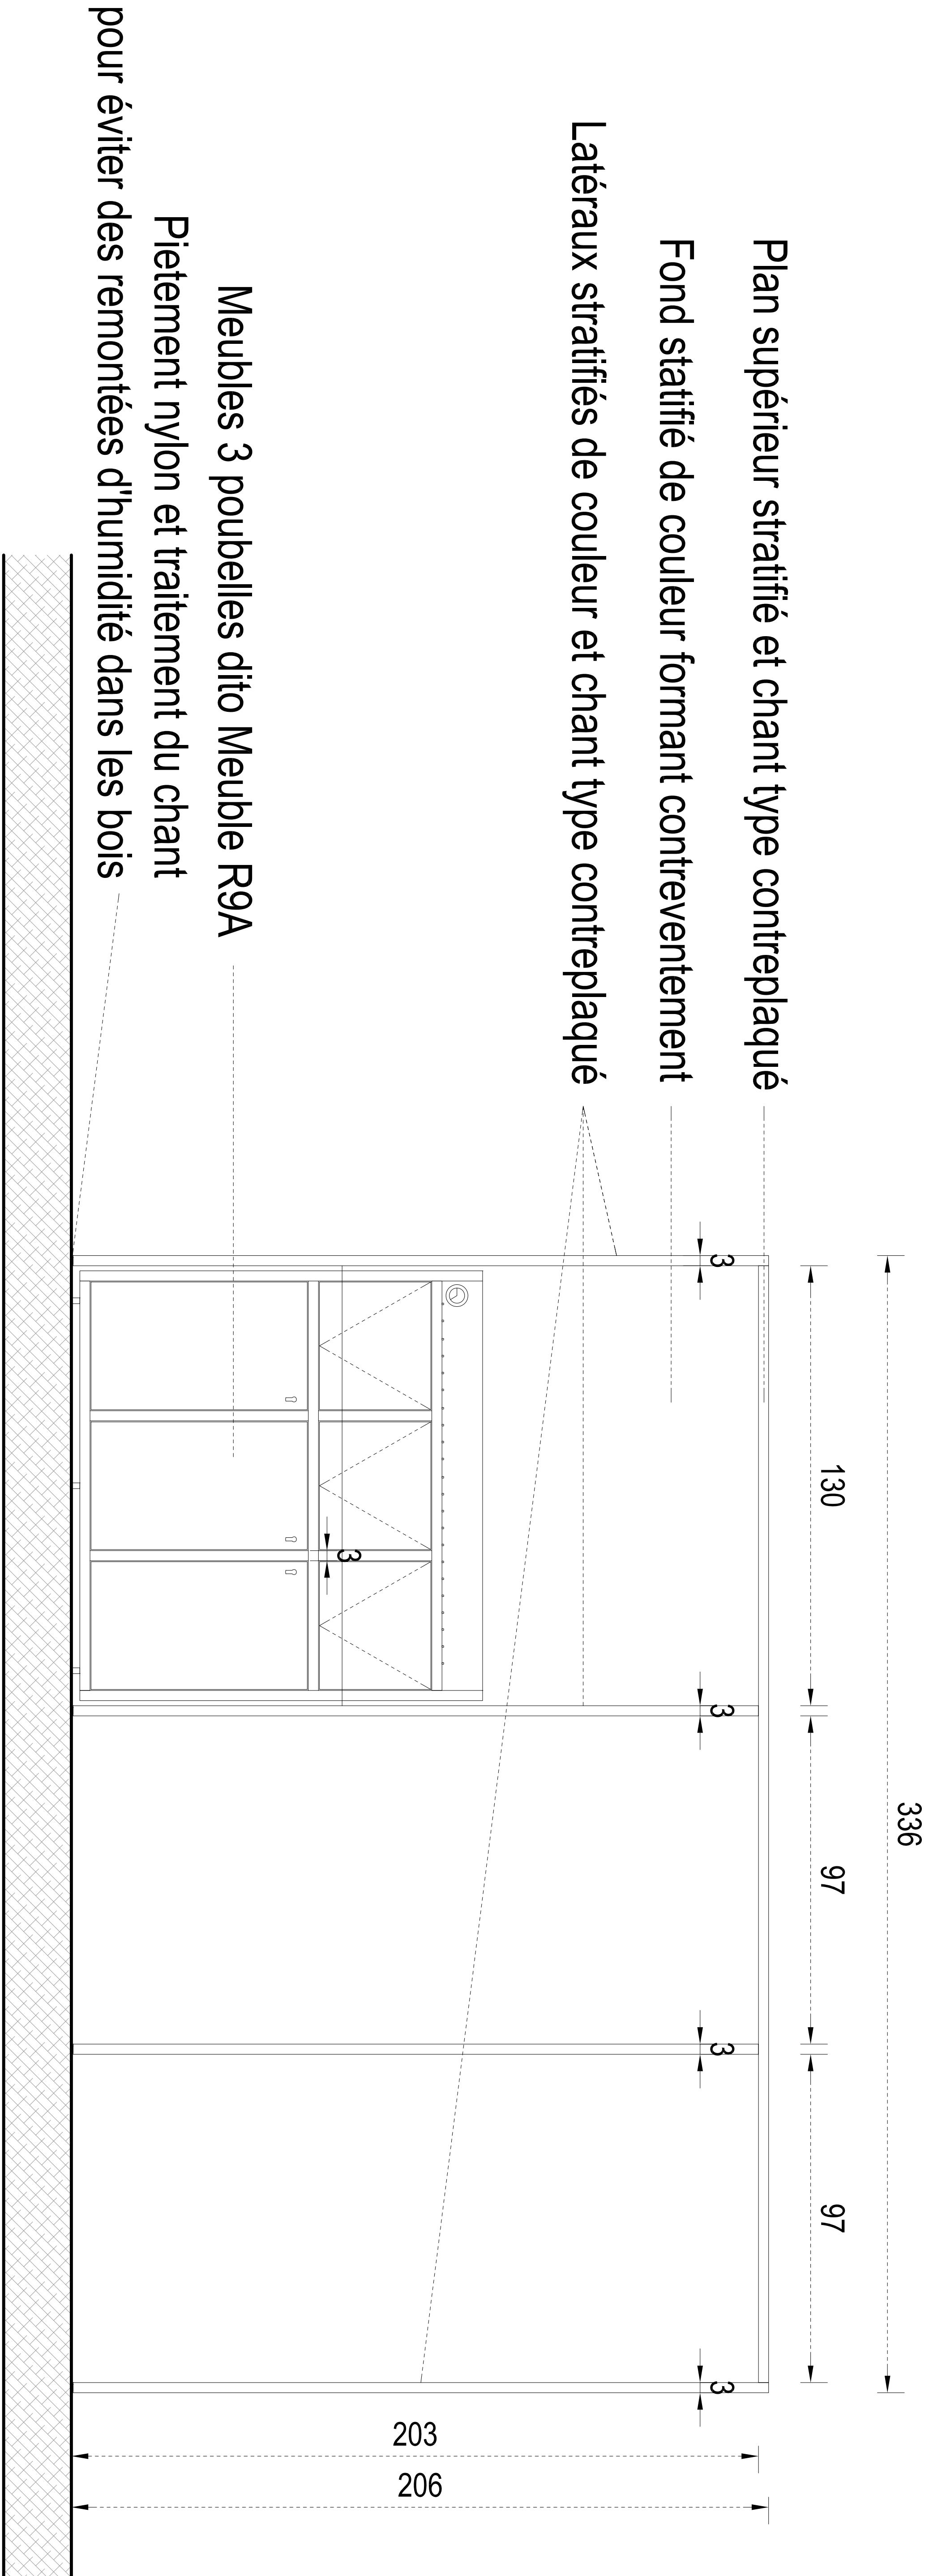 336
130
97
97
3
3
3
3
Plan supérieur stratifié et chant type contreplaqué
Fond statifié de couleur formant contreventement
Latéraux stratifiés de couleur et chant type contreplaqué
3
Meubles 3 poubelles dito Meuble R9A
Pietement nylon et traitement du chant
pour éviter des remontées d'humidité dans les bois
203
206